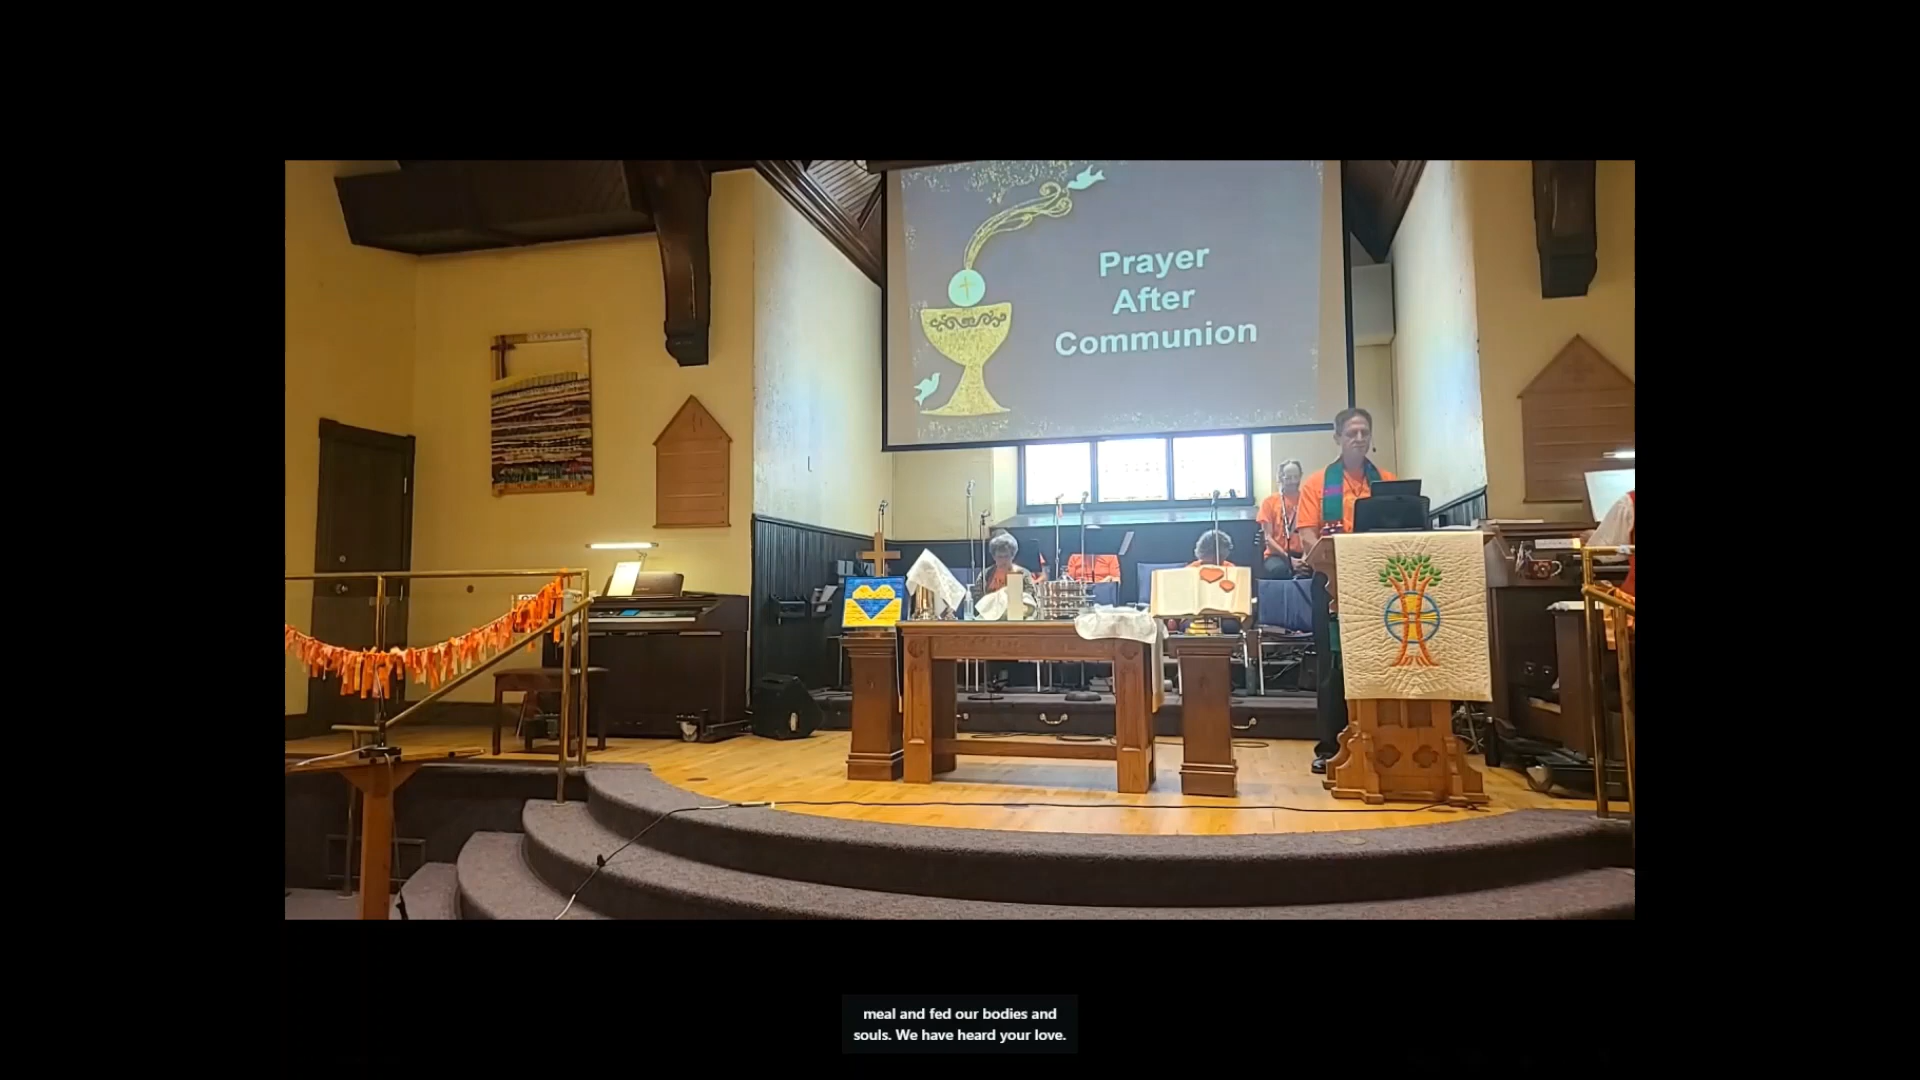 Prayer
After
Communion
meal and fed our bodies and
souls. We have heard your love.